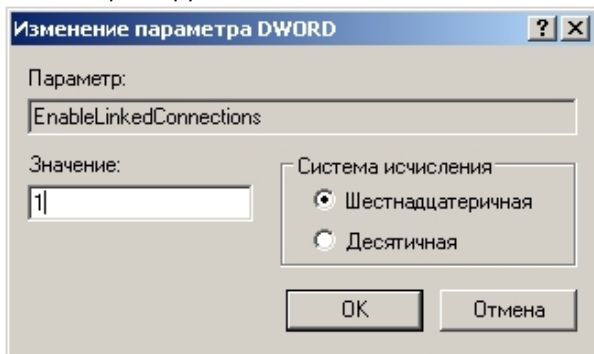 Изменение параметра DWORD
Параметр:
EnableLinkedConnections
Значение:
1
Система исчисления
Шестнадцатеричная
Десятичная
OK
Отмена